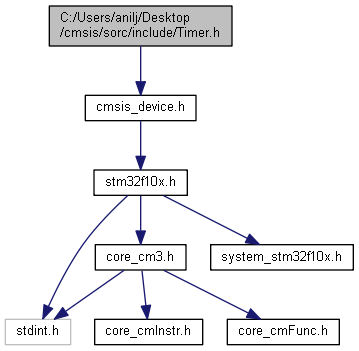 C:/Users/anilj/Desktop
/cmsis/sorc/include/Timer.h
cmsis_device.h
stm32f10x.h
core_cm3.h
system_stm32f10x.h
stdint.h
core_cmInstr.h
core_cmFunc.h